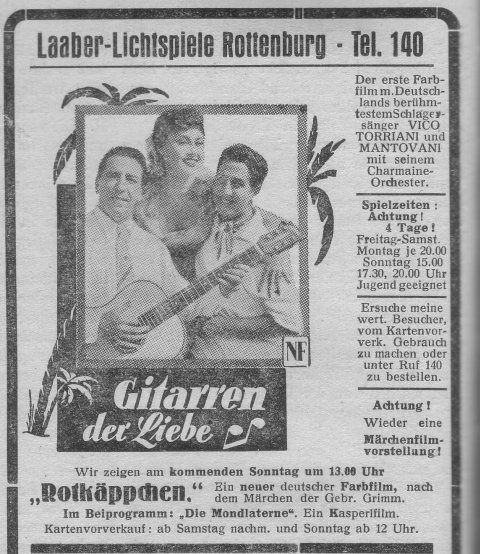 Laaber-Lichtspiele Rottenburg - Tel. 140
Der erste Farb-
film m. Deutsch-
lands berühm-
testem Schlager-
sänger VICO
TORRIANI und
MANTOVANI
mit seinem
Charmaine-
Orchester.
Spielzeiten:
Achtung!
4 Tage!
Freitag-Samst.
Montag je 20.00
Sonntag 15.00
17.30, 20.00 Uhr
Jugend geeignet
Ersuche meine
wert. Besucher,
vom Kartenvor-
verk. Gebrauch
zu machen oder
unter Ruf 140
zu bestellen.
Achtung!
Wieder eine
Märchenfilm-
vorstellung!
NF
Gitarren
der Liebe
Wir zeigen am kommenden Sonntag um 13.00 Uhr
„Rotkäppchen." Ein neuer deutscher Farbfilm, nach
dem Märchen der Gebr. Grimm.
Im Beiprogramm: „Die Mondlaterne". Ein Kasperlfilm.
Kartenvorverkauf: ab Samstag nachm. und Sonntag ab 12 Uhr.